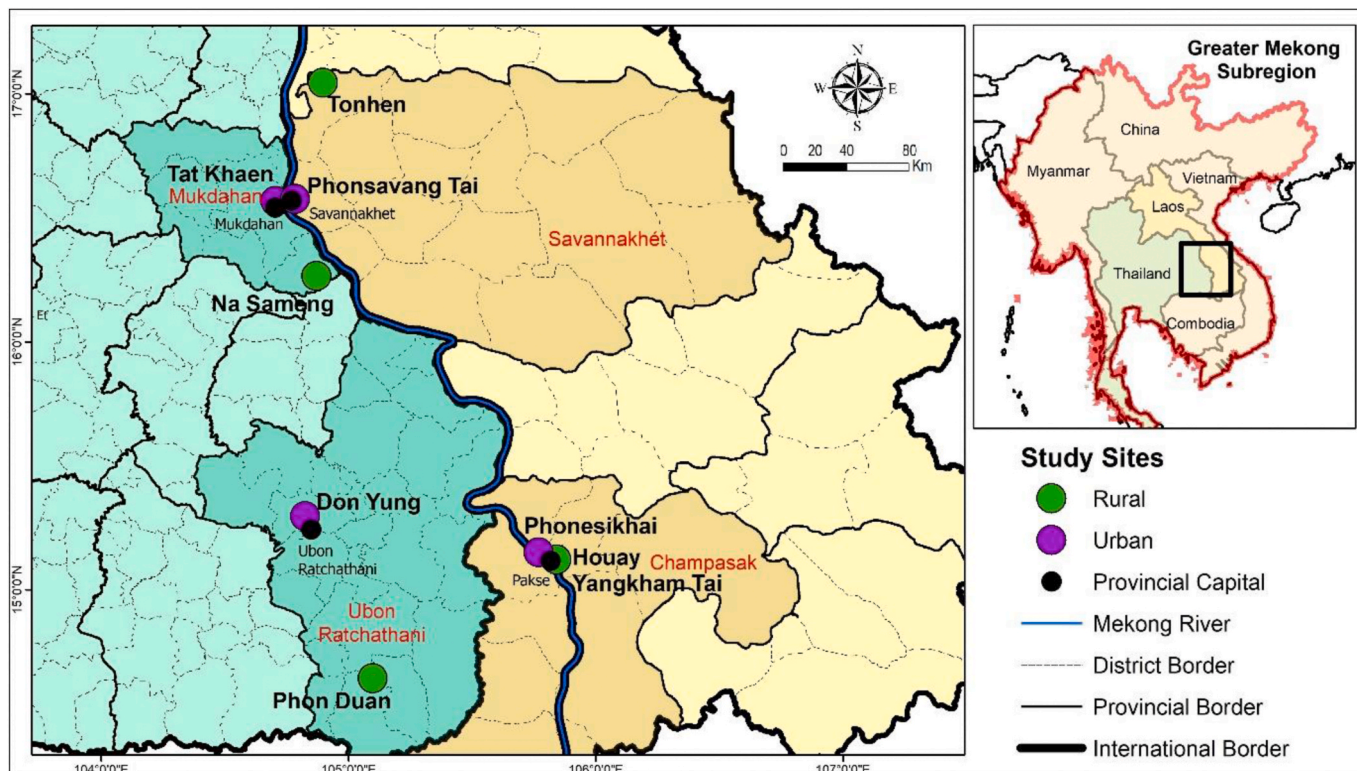 17°0'0"N
16°0'0"N
15°0'0"N
104°0'0"E
105°0'0"E
106°0'0"E
107°0'0"E
N
W
E
S
0 20 40 80
Km
Tonhen
Tat Khaen
Mukdahan
Mukdahan
Phonsavang Tai
Savannakhet
Savannakhét
Na Sameng
Et
Don Yung
Ubon
Ratchathani
Phonesikhai
Pakse
Houay
Yangkham Tai
Champasak
Ubon
Ratchathani
Phon Duan
Greater Mekong
Subregion
China
Myanmar
Vietnam
Laos
Thailand
Combodia
Study Sites
Rural
Urban
Provincial Capital
Mekong River
District Border
Provincial Border
International Border